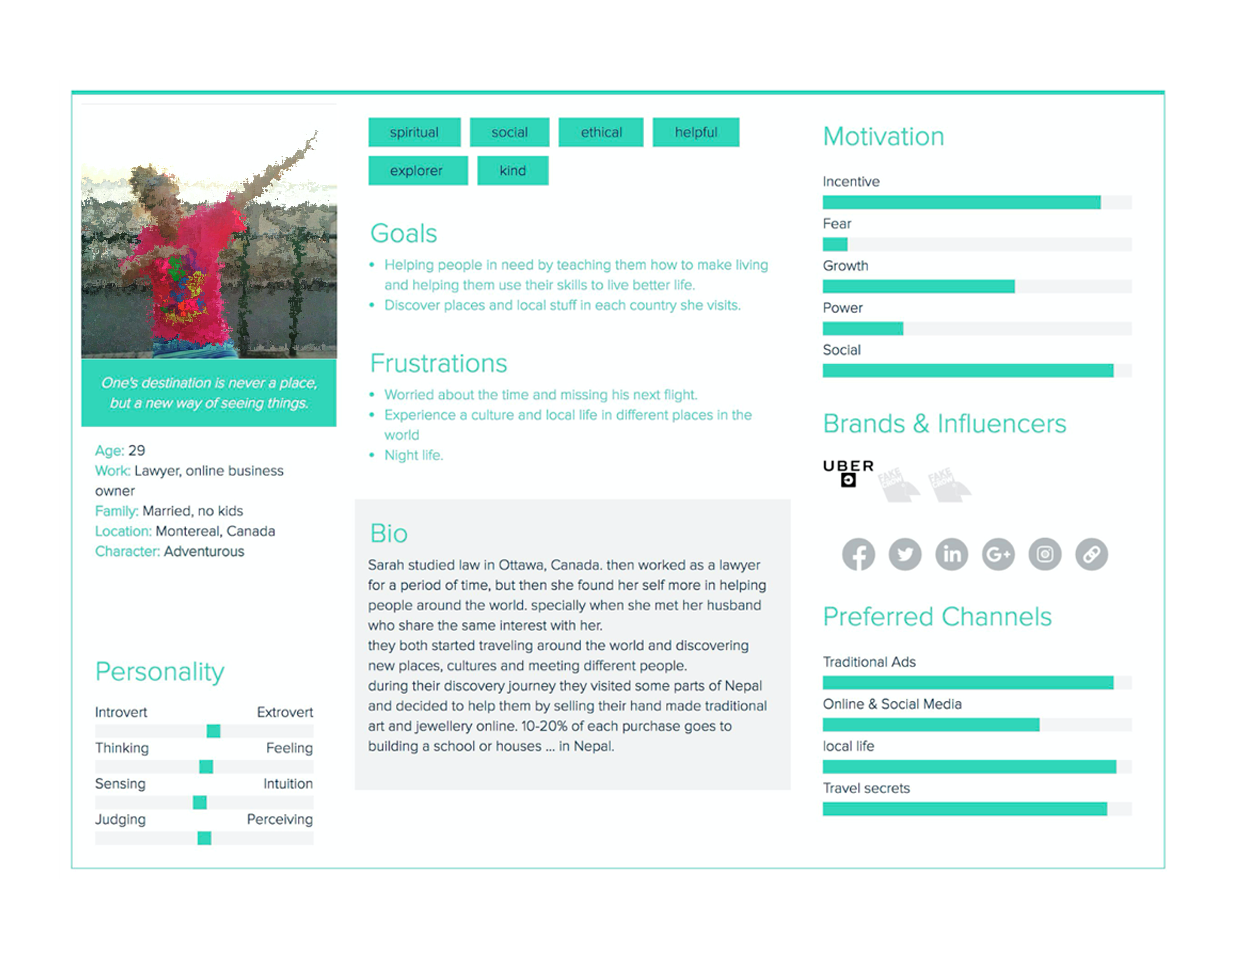 One's destination is never a place,
but a new way of seeing things.
Age: 29
Work: Lawyer, online business
owner
Family: Married, no kids
Location: Montereal, Canada
Character: Adventurous
Personality
Introvert Extrovert
Thinking Feeling
Sensing Intuition
Judging Perceiving
spiritual social ethical helpful
explorer kind
Goals
• Helping people in need by teaching them how to make living
and helping them use their skills to live better life.
• Discover places and local stuff in each country she visits.
Frustrations
• Worried about the time and missing his next flight.
• Experience a culture and local life in different places in the
world
• Night life.
Bio
Sarah studied law in Ottawa, Canada. then worked as a lawyer
for a period of time, but then she found her self more in helping
people around the world. specially when she met her husband
who share the same interest with her.
they both started traveling around the world and discovering
new places, cultures and meeting different people.
during their discovery journey they visited some parts of Nepal
and decided to help them by selling their hand made traditional
art and jewellery online. 10-20% of each purchase goes to
building a school or houses ... in Nepal.
Motivation
Incentive
Fear
Growth
Power
Social
Brands & Influencers
UBER
FAKE
FAKE
f in G+
Preferred Channels
Traditional Ads
Online & Social Media
local life
Travel secrets